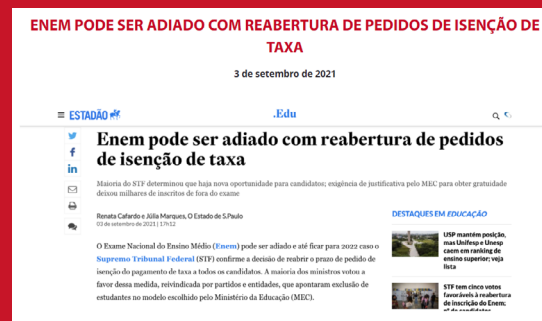 ENEM PODE SER ADIADO COM REABERTURA DE PEDIDOS DE ISENÇÃO DE
TAXA
3 de setembro de 2021
ESTADÃO
.Edu
Enem pode ser adiado com reabertura de pedidos
de isenção de taxa
Maioria do STF determinou que haja nova oportunidade para candidatos; exigência de justificativa pelo MEC para obter gratuidade
deixou milhares de inscritos de fora do exame
Renata Cafardo e Júlia Marques, O Estado de S.Paulo
03 de setembro de 2021 | 17h12
O Exame Nacional do Ensino Médio (Enem) pode ser adiado e até ficar para 2022 caso o
Supremo Tribunal Federal (STF) confirme a decisão de reabrir o prazo de pedido de
isenção do pagamento de taxa a todos os candidatos. A maioria dos ministros votou a
favor dessa medida, reivindicada por partidos e entidades, que apontaram exclusão de
estudantes no modelo escolhido pelo Ministério da Educação (MEC).
DESTAQUES EM EDUCAÇÃO
USP mantém posição,
mas Unifesp e Unesp
caem em ranking de
ensino superior; veja
lista
STF tem cinco votos
favoráveis à reabertura
de inscrição do Enem;